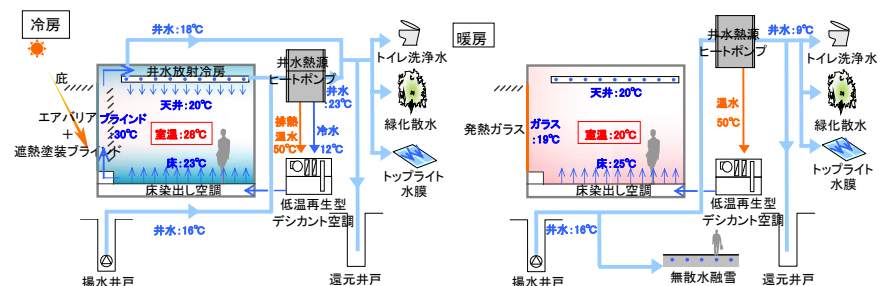 冷房
井水：18℃
井水放射冷房
井水熱源
ヒートポンプ
トイレ洗浄水
庇
天井：20℃
井水
：23℃
エアバリア
＋
遮熱塗装ブラインド
ブラインド
：30℃
室温：28℃
排熱
温水
50℃
冷水
12℃
緑化散水
床：23℃
床染出し空調
トップライト
水膜
低温再生型
デシカント空調
井水：16℃
揚水井戸
還元井戸
暖房
井水熱源
ヒートポンプ
井水：9℃
トイレ洗浄水
天井：20℃
温水
50℃
発熱ガラス
ガラス
：19℃
室温：20℃
緑化散水
床：25℃
床染出し空調
トップライト
水膜
低温再生型
デシカント空調
井水：16℃
揚水井戸
無散水融雪
還元井戸